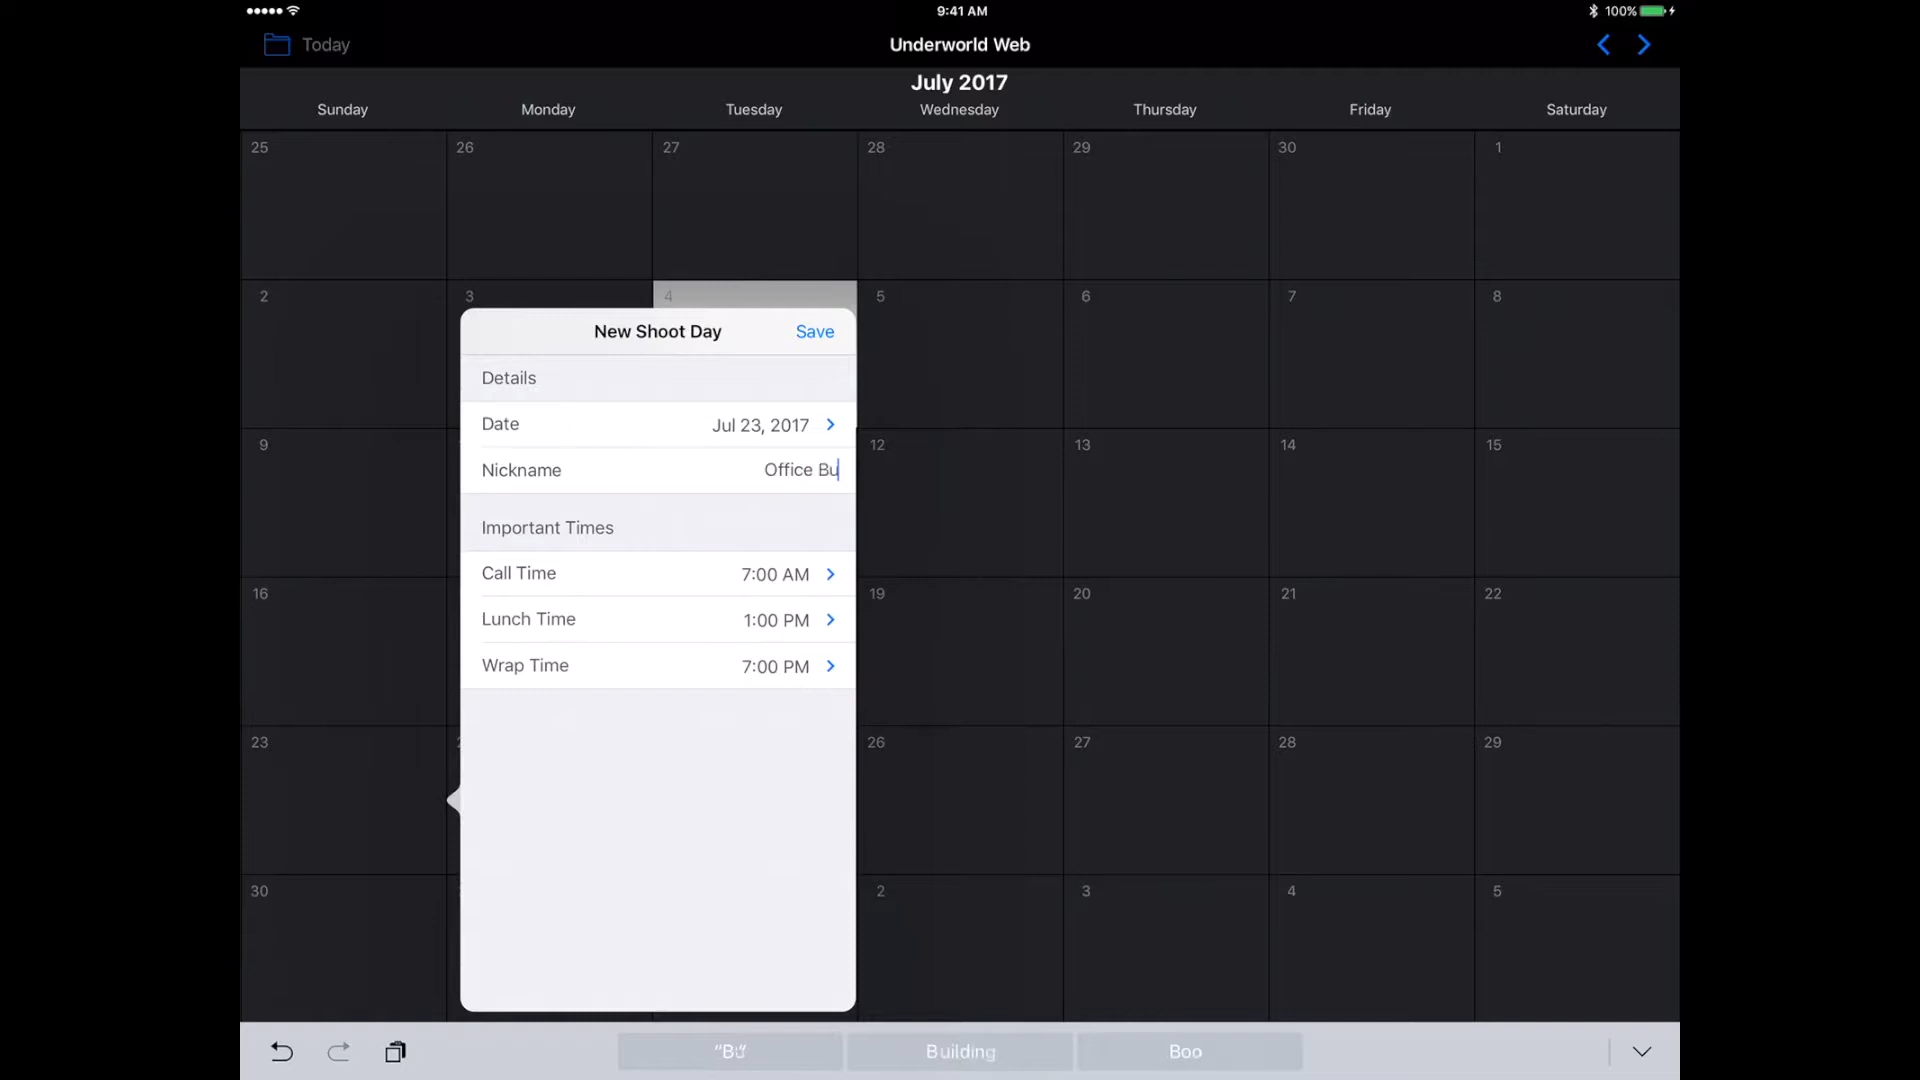 9:41 AM
100%
Today
Underworld Web
July 2017
Sunday Monday Tuesday Wednesday Thursday Friday Saturday
25 26 27 28 29 30 1
2 3 4 5 6 7 8
New Shoot Day Save
Details
Date Jul 23, 2017
9 12 13 14 15
Nickname Office Bu
Important Times
Call Time 7:00 AM
16 19 20 21 22
Lunch Time 1:00 PM
Wrap Time 7:00 PM
23 26 27 28 29
30 2 3 4 5
"Bu" Building Boo